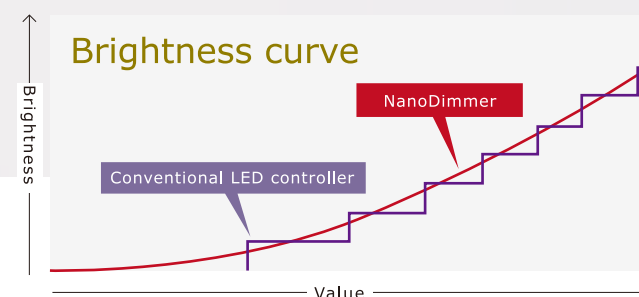 Brightness curve
NanoDimmer
Conventional LED controller
Brightness
Value